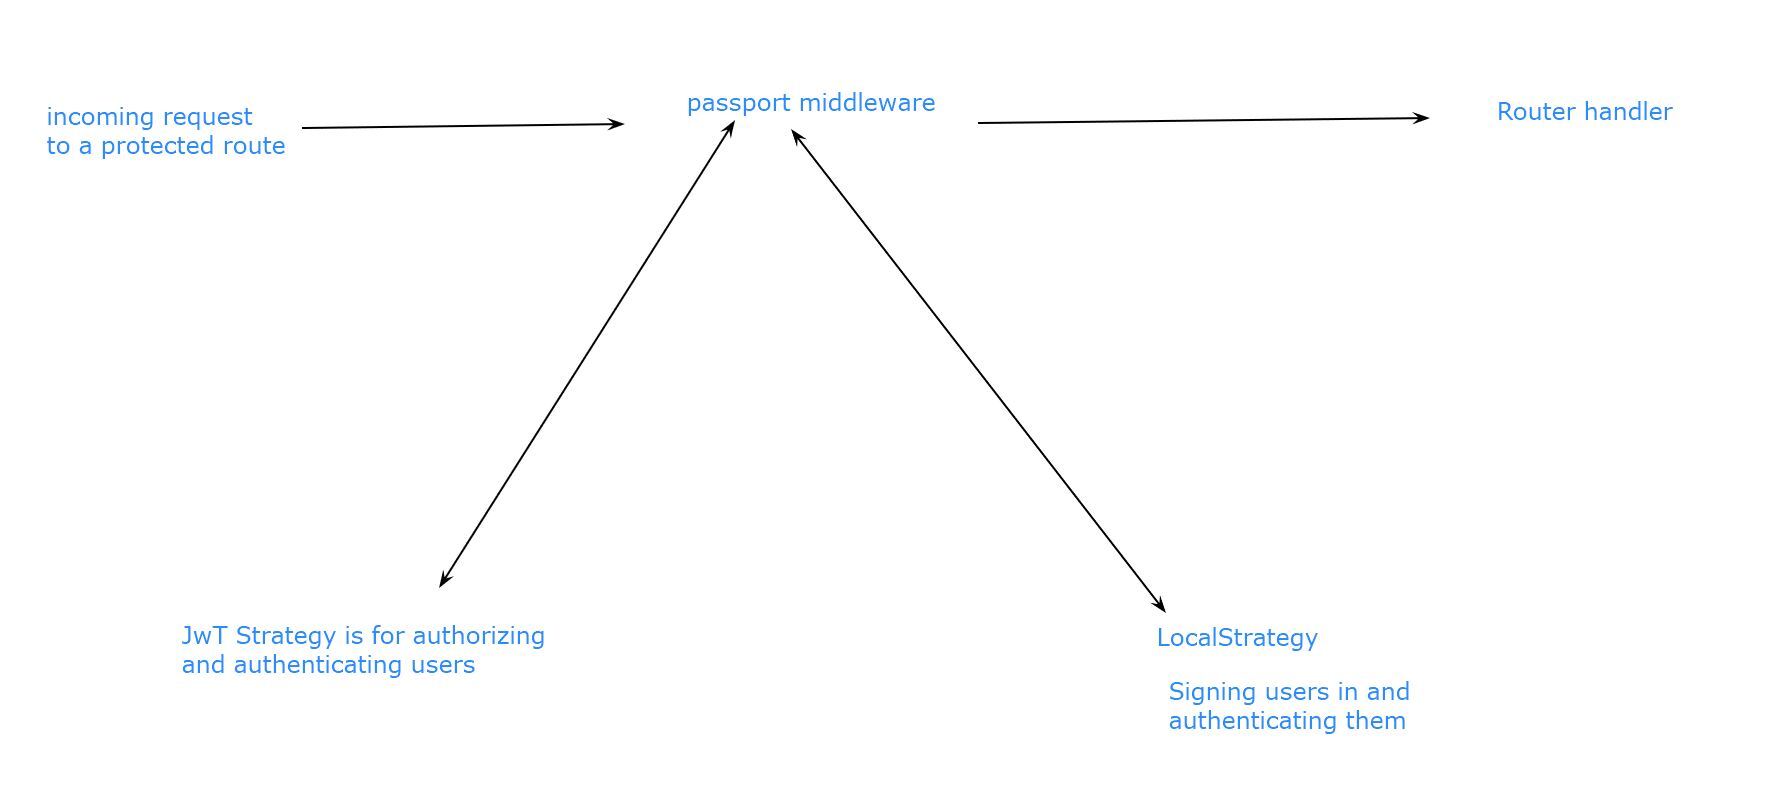 incoming request
to a protected route
passport middleware
Router handler
JwT Strategy is for authorizing
and authenticating users
LocalStrategy
Signing users in and
authenticating them